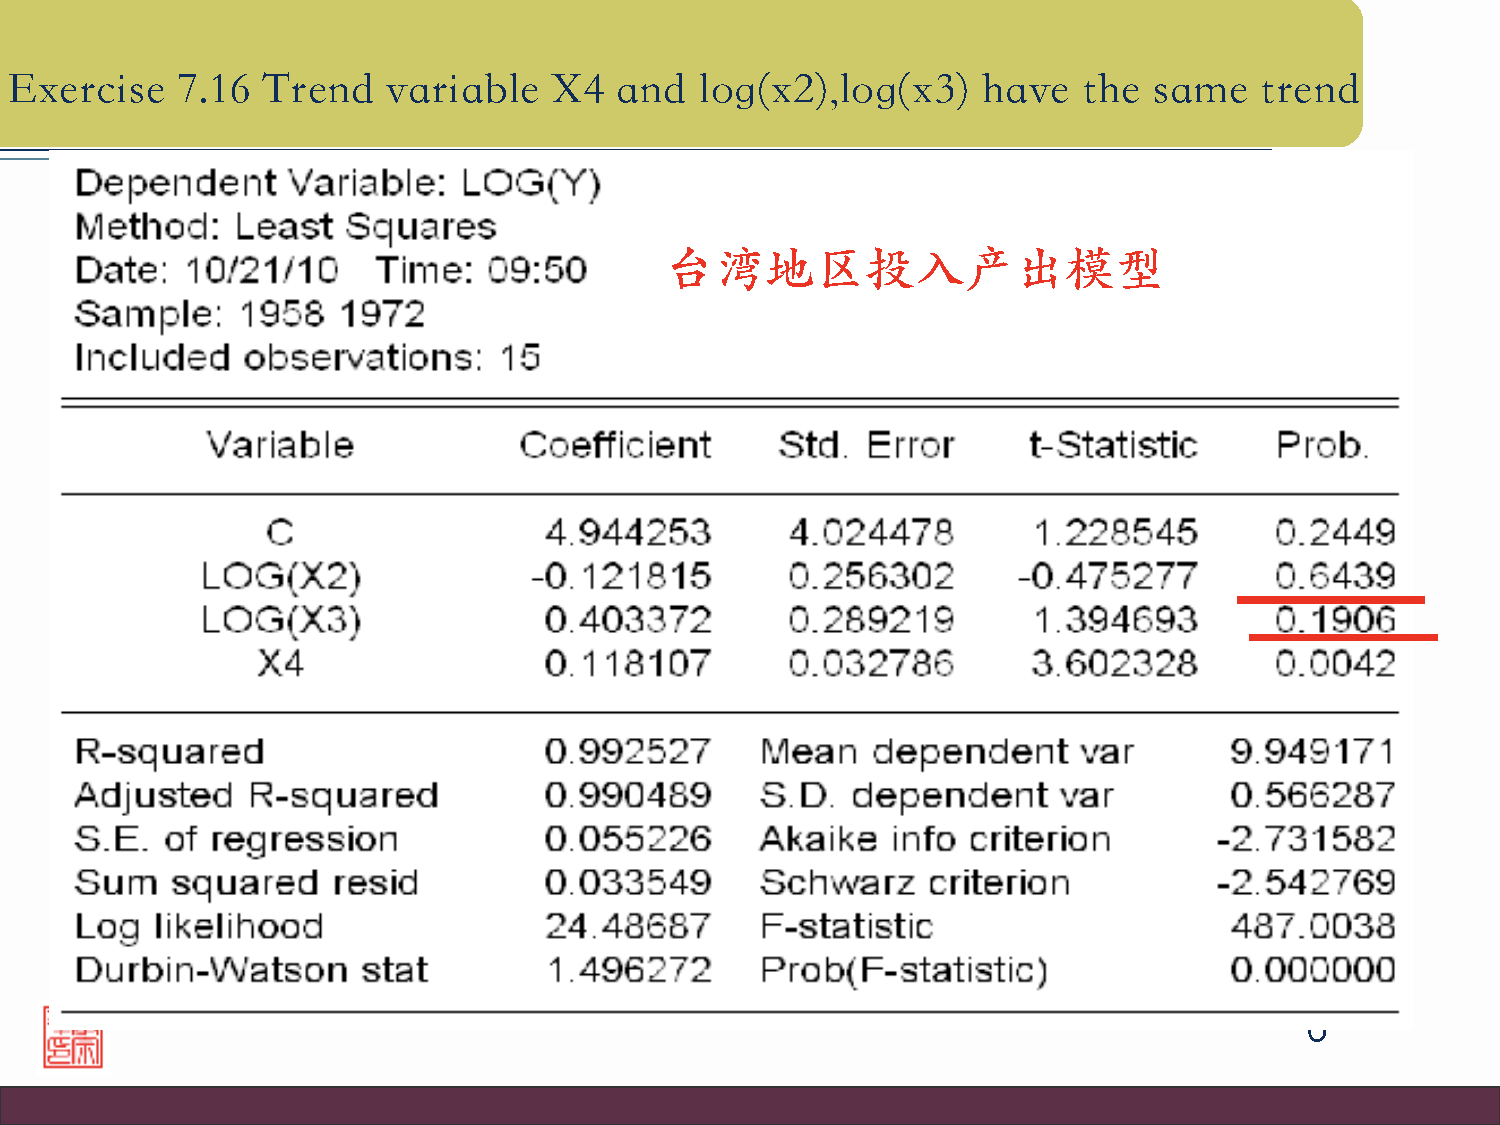 Exercise 7.16 Trend variable X4 and log(x2),log(x3) have the same trend
Dependent Variable: LOG(Y)
Method: Least Squares
Date: 10/21/10 Time: 09:50
台湾地区投入产出模型
Sample: 1958 1972
Included observations: 15
Variable Coefficient Std. Error t-Statistic Prob.
C 4.944253 4.024478 1.228545 0.2449
LOG(X2) -0.121815 0.256302 -0.475277 0.6439
LOG(X3) 0.403372 0.289219 1.394693 0.1906
X4 0.118107 0.032786 3.602328 0.0042
R-squared 0.992527 Mean dependent var 9.949171
Adjusted R-squared 0.990489 S.D. dependent var 0.566287
S.E. of regression 0.055226 Akaike info criterion -2.731582
Sum squared resid 0.033549 Schwarz criterion -2.542769
Log likelihood 24.48687 F-statistic 487.0038
Durbin-Watson stat 1.496272 Prob(F-statistic) 0.000000